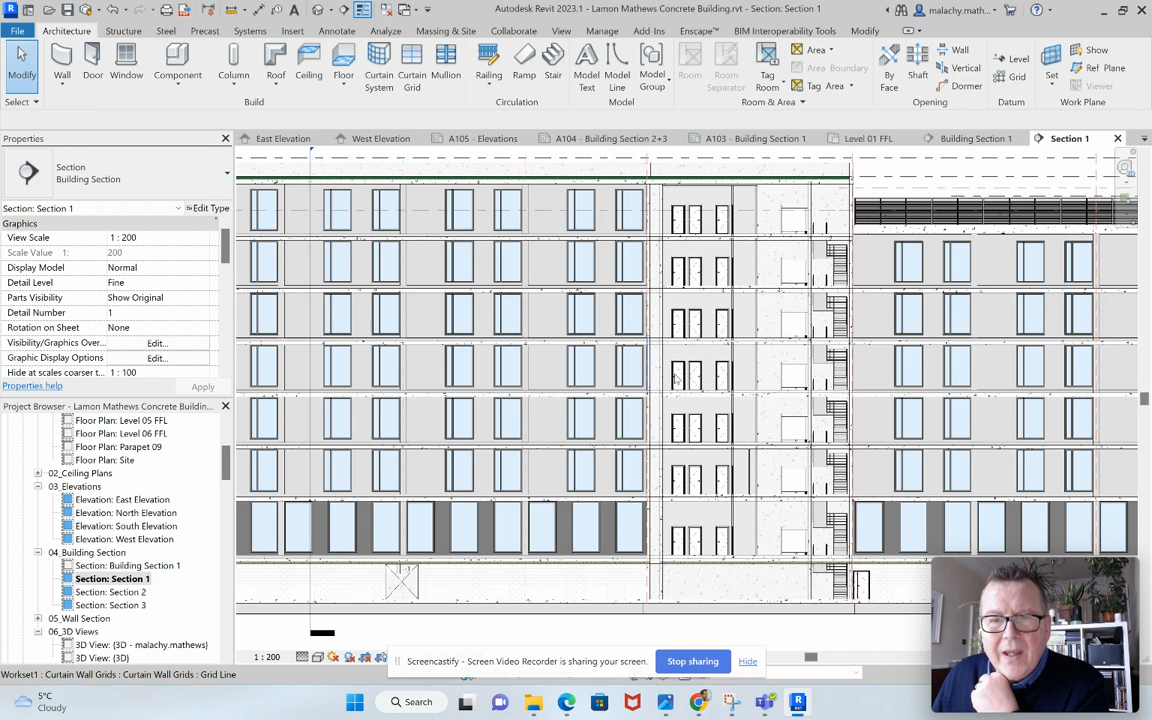 Autodesk Revit 2023.1 - Lamon Mathews Concrete Building.rvt - Section: Section 1
malachy.math...
File Architecture Structure Steel Precast Systems Insert Annotate Analyze Massing & Site Collaborate View Manage Add-Ins Enscape™ BIM Interoperability Tools Modify
Modify Wall Door Window Component Column Roof Ceiling Floor Curtain System Curtain Grid Mullion Railing Ramp Stair Model Text Model Line Model Group Room Room Separator Tag Room Area Area Boundary Tag Area By Face Shaft Wall Vertical Dormer Level Grid Set Show Ref Plane Viewer
Select Build Circulation Model Room & Area Opening Datum Work Plane
Properties
East Elevation West Elevation A105 - Elevations A104 - Building Section 2+3 A103 - Building Section 1 Level 01 FFL Building Section 1 Section 1
Section
Building Section
Section: Section 1 Edit Type
Graphics
View Scale 1 : 200
Scale Value 1: 200
Display Model Normal
Detail Level Fine
Parts Visibility Show Original
Detail Number 1
Rotation on Sheet None
Visibility/Graphics Over... Edit...
Graphic Display Options Edit...
Hide at scales coarser t... 1 : 100
Properties help Apply
Project Browser - Lamon Mathews Concrete Building...
Floor Plan: Level 05 FFL
Floor Plan: Level 06 FFL
Floor Plan: Parapet 09
Floor Plan: Site
02_Ceiling Plans
03_Elevations
Elevation: East Elevation
Elevation: North Elevation
Elevation: South Elevation
Elevation: West Elevation
04_Building Section
Section: Building Section 1
Section: Section 1
Section: Section 2
Section: Section 3
05_Wall Section
06_3D Views
3D View: {3D - malachy.mathews}
3D View: {3D}
1 : 200
Screencastify - Screen Video Recorder is sharing your screen. Stop sharing Hide
Workset1 : Curtain Wall Grids : Curtain Wall Grids : Grid Line
5°C
Cloudy
Search